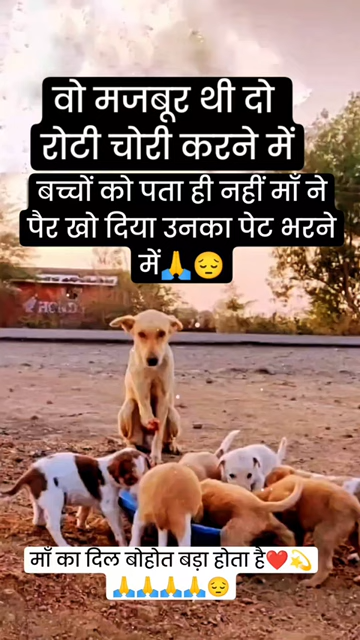 वो मजबूर थी दो
रोटी चोरी करने में
बच्चों को पता ही नहीं माँ ने
पैर खो दिया उनका पेट भरने
में🙏😔
माँ का दिल बोहोत बड़ा होता है❤️💫
🙏🙏🙏🙏😔